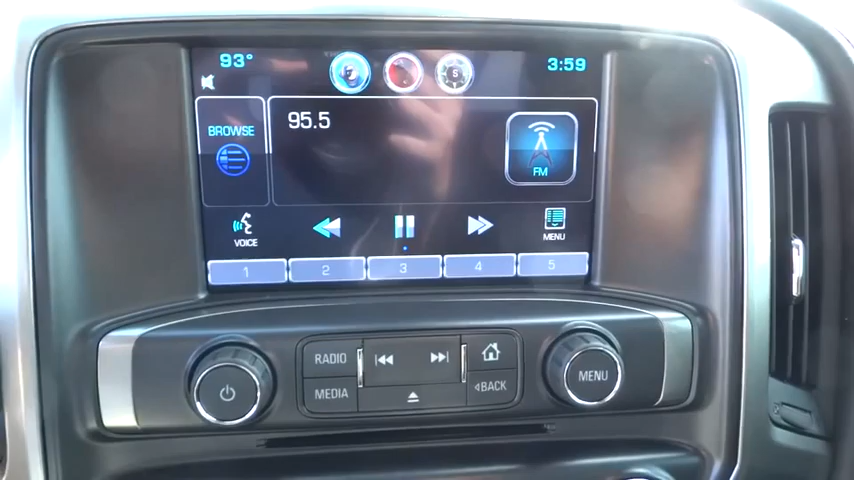 93° S 3:59
BROWSE 95.5 FM
VOICE MENU
1 2 3 4 5
RADIO
MEDIA BACK
MENU